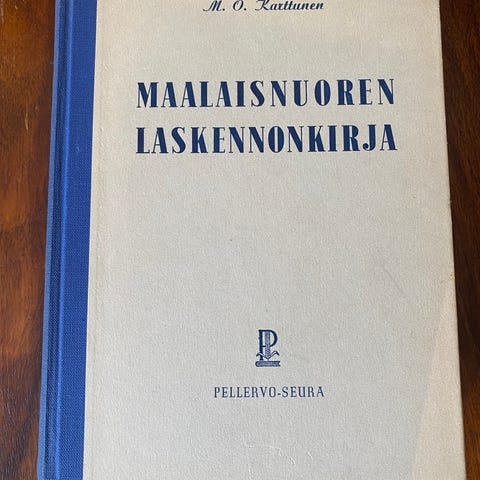 M. O. Karttunen
MAALAISNUOREN
LASKENNONKIRJA
P
PELLERVO-SEURA